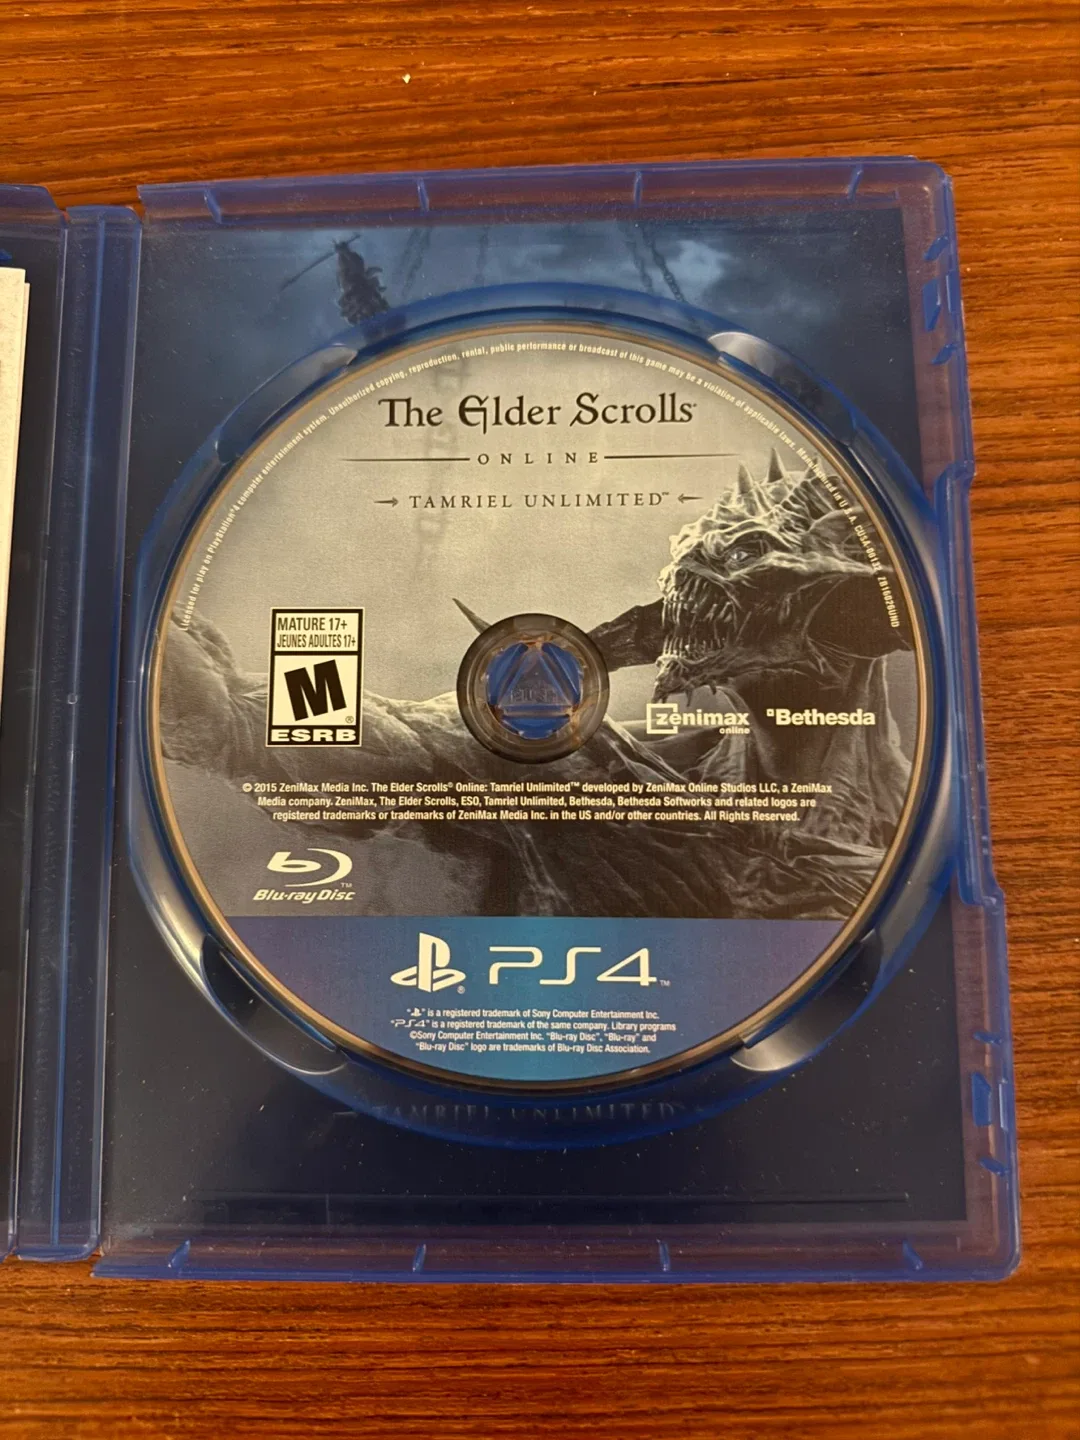 Licensed for play on PlayStation®4 computer entertainment system. Unauthorized copying, reproduction, rental, public performance or broadcast of this game may be a violation of applicable laws. Manufactured in U.S.A.
The Elder Scrolls
ONLINE
TAMRIEL UNLIMITED™
MATURE 17+
JEUNES ADULTES 17+
M®
ESRB
zenimax
online
Bethesda
© 2015 ZeniMax Media Inc. The Elder Scrolls® Online: Tamriel Unlimited™ developed by ZeniMax Online Studios LLC, a ZeniMax
Media company. ZeniMax, The Elder Scrolls, ESO, Tamriel Unlimited, Bethesda, Bethesda Softworks and related logos are
registered trademarks or trademarks of ZeniMax Media Inc. in the US and/or other countries. All Rights Reserved.
Blu-ray Disc™
® PS4™
" " is a registered trademark of Sony Computer Entertainment Inc.
"PS4" is a registered trademark of the same company. Library programs
©Sony Computer Entertainment Inc. "Blu-ray Disc", "Blu-ray" and
"Blu-ray Disc" logo are trademarks of Blu-ray Disc Association.
TAMRIEL UNLIMITED